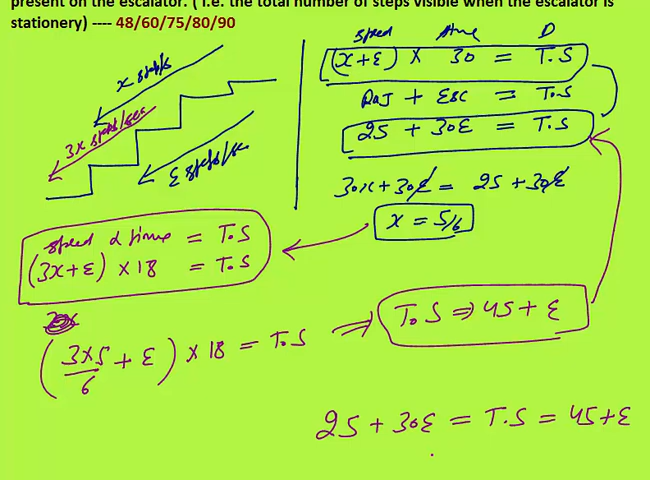 present on the escalator. ( i.e. the total number of steps visible when the escalator is
stationery) ---- 48/60/75/80/90
speed time D
(x+E) × 30 = T.S
Raj + Esc = T.S
25 + 30E = T.S
30x+30E = 25 +30E
x = 5/6
x steps/s
3x steps/sec
E steps/sec
speed × time = T.S
(3x+E) × 18 = T.S
(3×5/6 + E) × 18 = T.S ⇒ T.S ⇒ 45+E
25 + 30E = T.S = 45+E